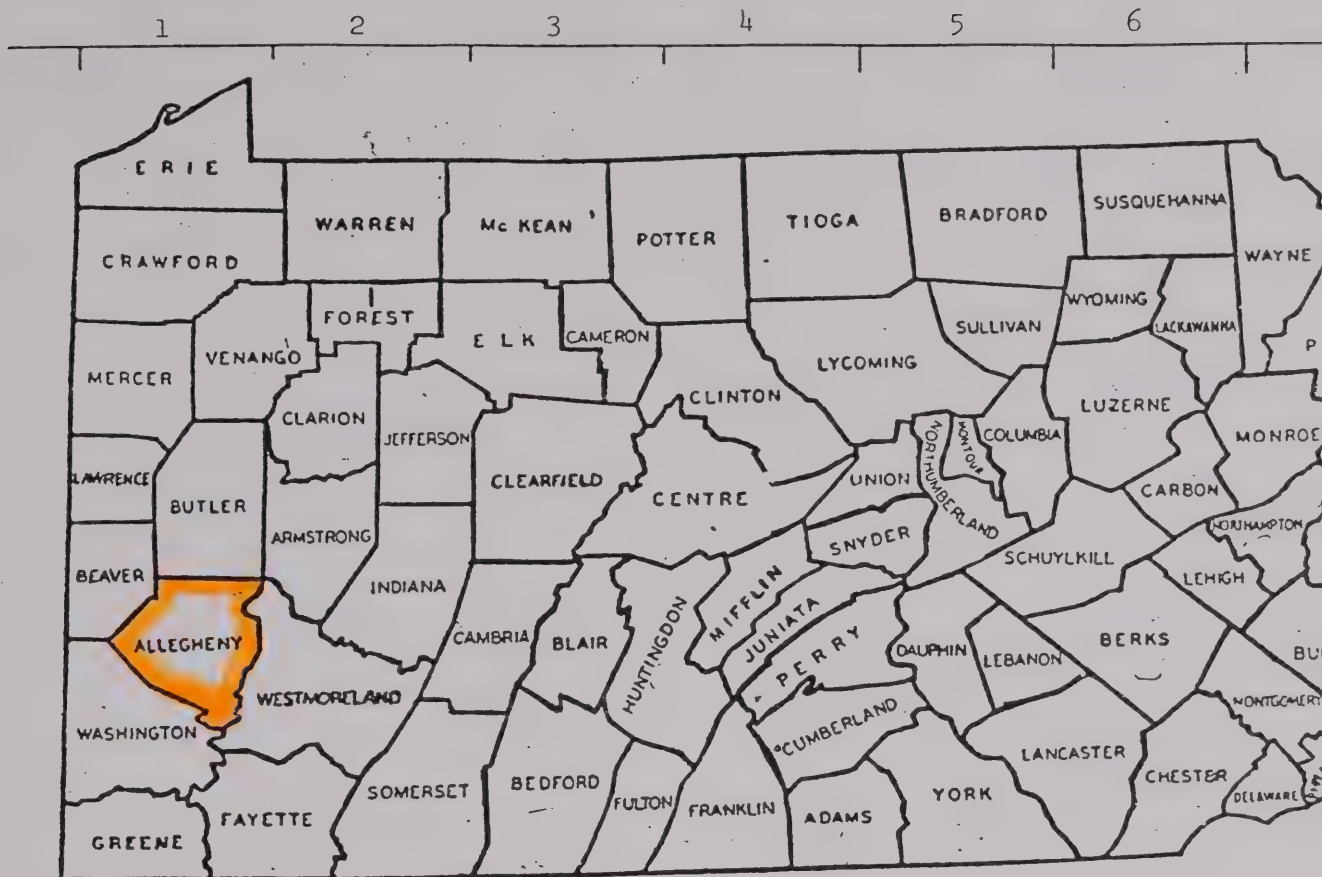 1 2 3 4 5 6
ERIE
WARREN
Mc KEAN
POTTER
TIOGA
BRADFORD
SUSQUEHANNA
WAYNE
CRAWFORD
FOREST
ELK
CAMERON
SULLIVAN
WYOMING
LACKAWANNA
P
VENANGO
MERCER
LYCOMING
CLINTON
LUZERNE
CLARION
JEFFERSON
COLUMBIA
MONTOUR
NORTHUMBERLAND
MONROE
LAWRENCE
BUTLER
CLEARFIELD
CENTRE
UNION
CARBON
ARMSTRONG
SNYDER
SCHUYLKILL
NORTHAMPTON
BEAVER
INDIANA
MIFFLIN
LEHIGH
ALLEGHENY
CAMBRIA
BLAIR
HUNTINGDON
JUNIATA
PERRY
DAUPHIN
LEBANON
BERKS
BU
WESTMORELAND
WASHINGTON
CUMBERLAND
MONTGOMERY
LANCASTER
SOMERSET
BEDFORD
FULTON
FRANKLIN
ADAMS
YORK
CHESTER
DELAWARE
GREENE
FAYETTE